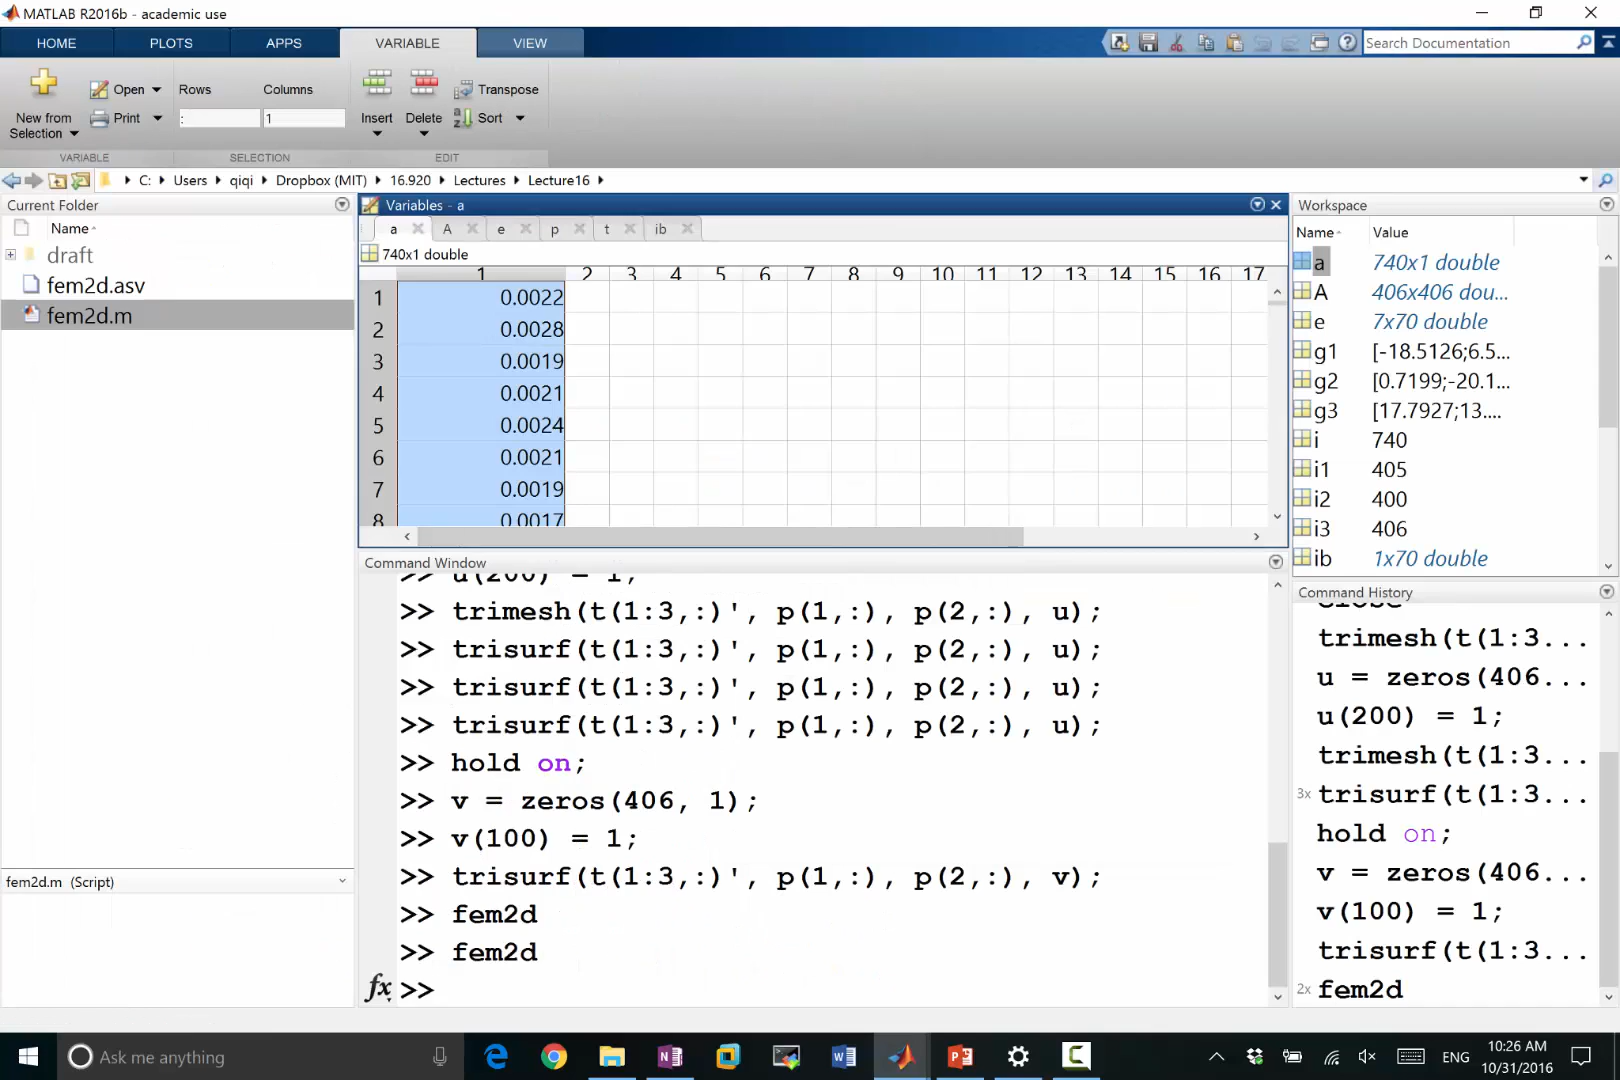 MATLAB R2016b - academic use
HOME PLOTS APPS VARIABLE VIEW
Search Documentation
New from Selection
Open
Print
Rows Columns
: 1
Insert
Delete
Transpose
Sort
VARIABLE SELECTION EDIT
C: Users qiqi Dropbox (MIT) 16.920 Lectures Lecture16
Current Folder
Name
draft
fem2d.asv
fem2d.m
fem2d.m (Script)
Variables - a
a A e p t ib
740x1 double
1 2 3 4 5 6 7 8 9 10 11 12 13 14 15 16 17
1 0.0022
2 0.0028
3 0.0019
4 0.0021
5 0.0024
6 0.0021
7 0.0019
8 0.0017
Command Window
>> u(200) = 1;
>> trimesh(t(1:3,:)', p(1,:), p(2,:), u);
>> trisurf(t(1:3,:)', p(1,:), p(2,:), u);
>> trisurf(t(1:3,:)', p(1,:), p(2,:), u);
>> trisurf(t(1:3,:)', p(1,:), p(2,:), u);
>> hold on;
>> v = zeros(406, 1);
>> v(100) = 1;
>> trisurf(t(1:3,:)', p(1,:), p(2,:), v);
>> fem2d
>> fem2d
fx >>
Workspace
Name Value
a 740x1 double
A 406x406 dou...
e 7x70 double
g1 [-18.5126;6.5...
g2 [0.7199;-20.1...
g3 [17.7927;13....
i 740
i1 405
i2 400
i3 406
ib 1x70 double
Command History
close
trimesh(t(1:3...
u = zeros(406...
u(200) = 1;
trimesh(t(1:3...
3x trisurf(t(1:3...
hold on;
v = zeros(406...
v(100) = 1;
trisurf(t(1:3...
2x fem2d
Ask me anything
ENG
10:26 AM
10/31/2016